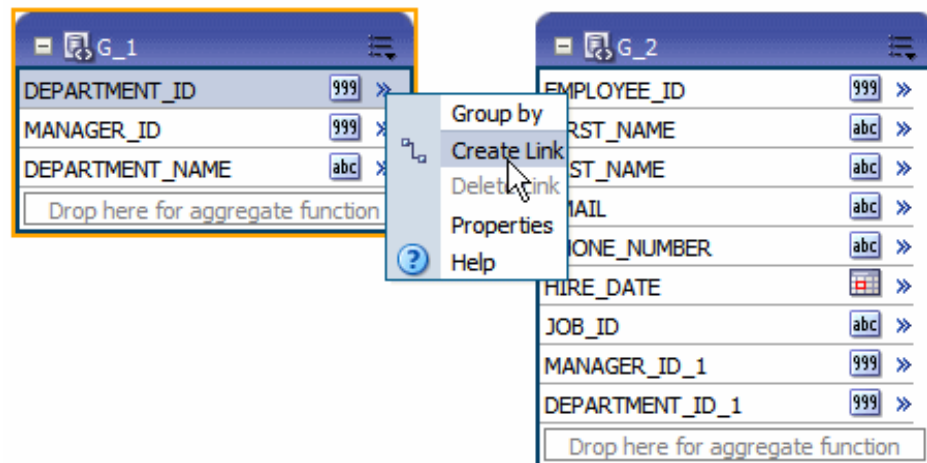 G_1
DEPARTMENT_ID 999
MANAGER_ID 999
DEPARTMENT_NAME abc
Drop here for aggregate function
Group by
Create Link
Properties
? Help
G_2
EMPLOYEE_ID 999
RST_NAME abc
ST_NAME abc
MAIL abc
ONE_NUMBER abc
HIRE_DATE
JOB_ID abc
MANAGER_ID_1 999
DEPARTMENT_ID_1 999
Drop here for aggregate function